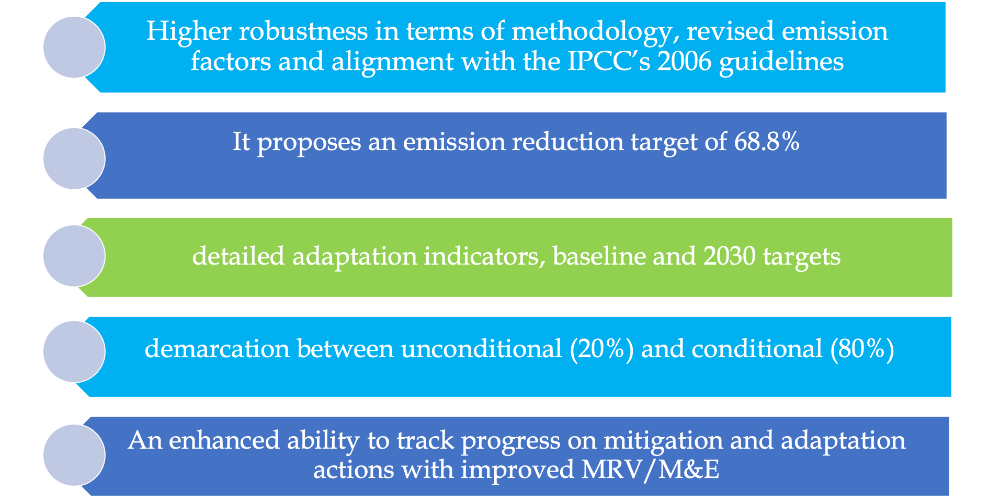 Higher robustness in terms of methodology, revised emission
factors and alignment with the IPCC’s 2006 guidelines
It proposes an emission reduction target of 68.8%
detailed adaptation indicators, baseline and 2030 targets
demarcation between unconditional (20%) and conditional (80%)
An enhanced ability to track progress on mitigation and adaptation
actions with improved MRV/M&E